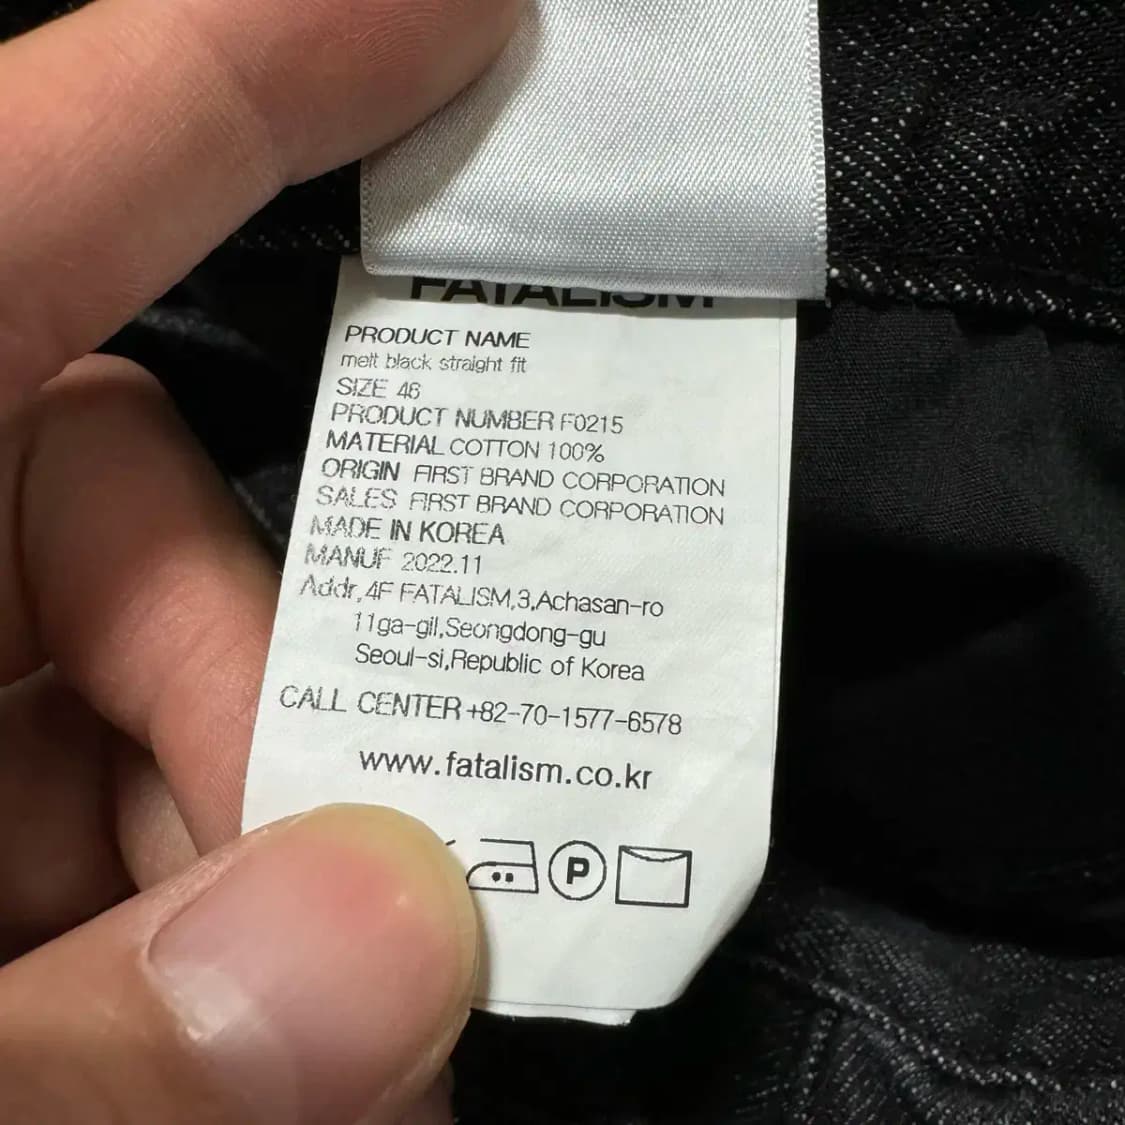 FATALISM
PRODUCT NAME
melt black straight fit
SIZE 46
PRODUCT NUMBER F0215
MATERIAL COTTON 100%
ORIGIN FIRST BRAND CORPORATION
SALES FIRST BRAND CORPORATION
MADE IN KOREA
MANUF 2022.11
Addr,4F FATALISM,3,Achasan-ro
11ga-gil,Seongdong-gu
Seoul-si,Republic of Korea
CALL CENTER +82-70-1577-6578
www.fatalism.co.kr
P